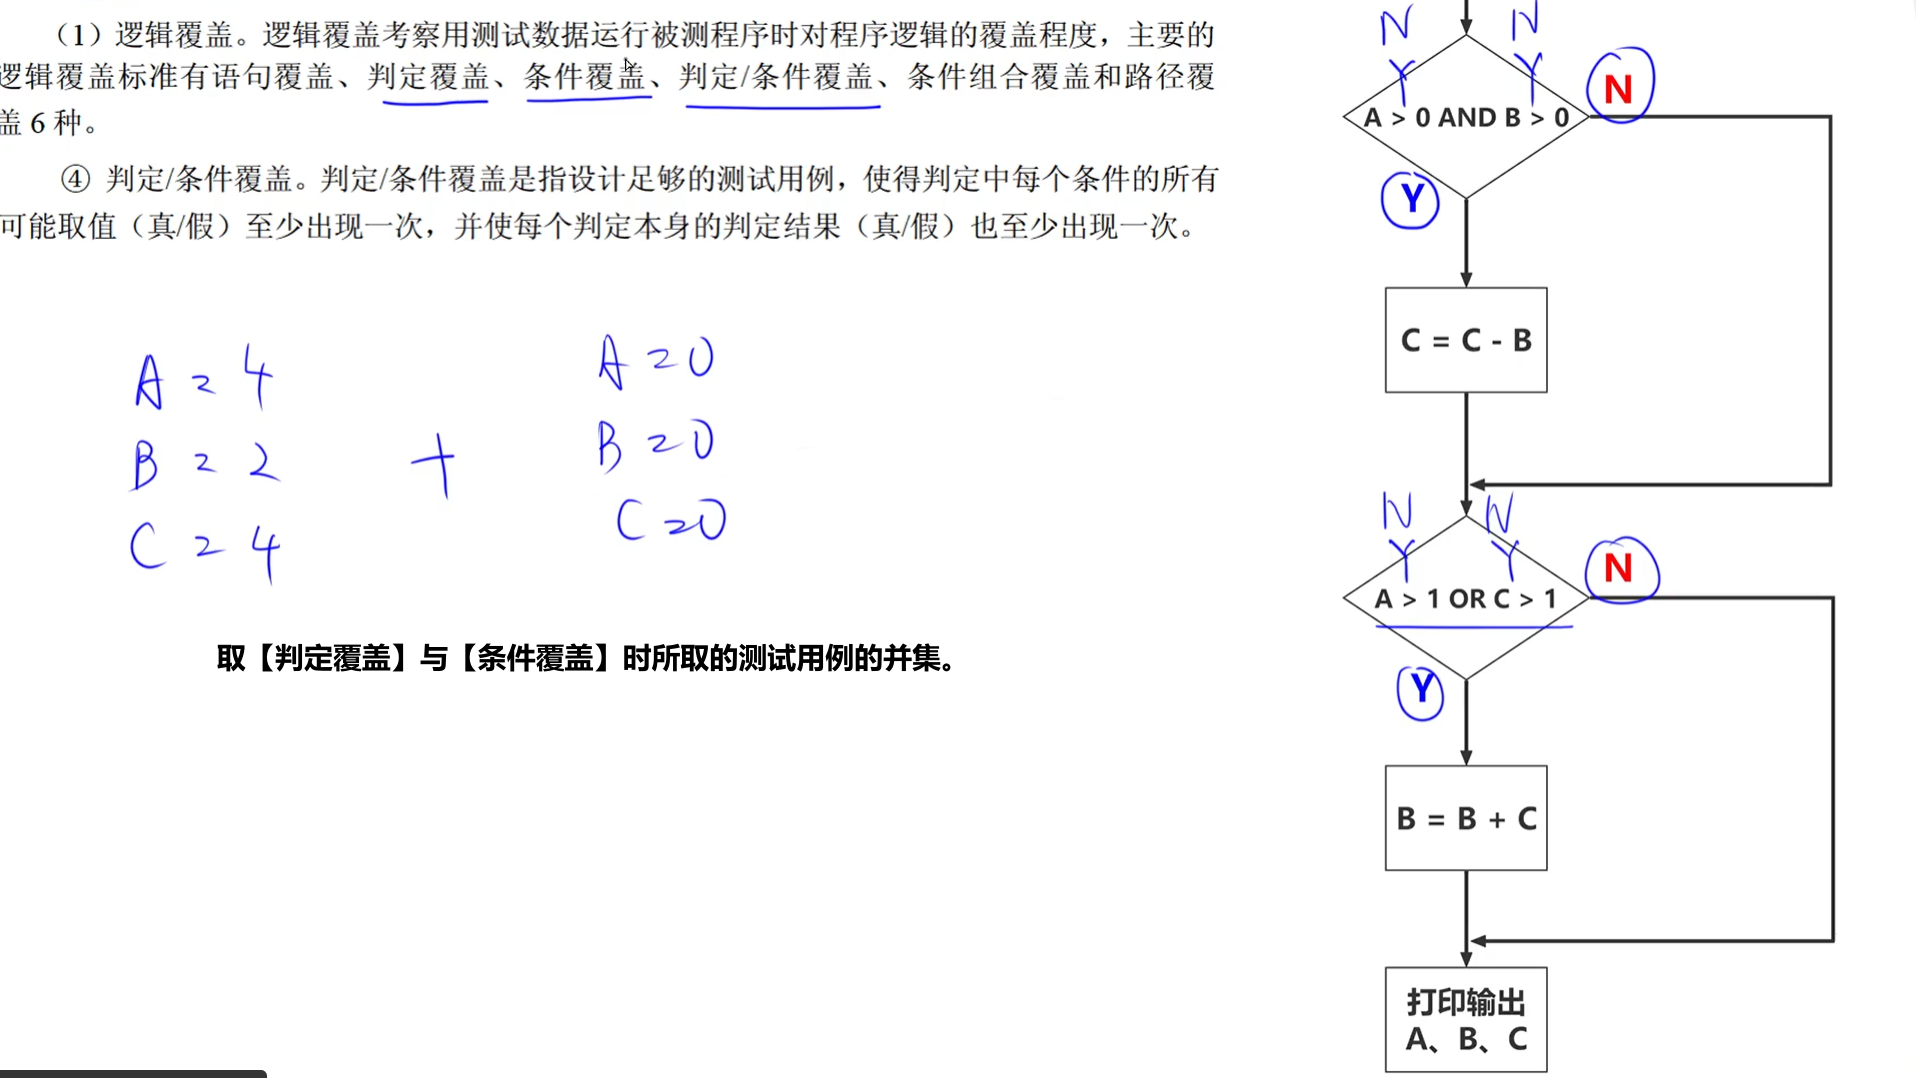 （1）逻辑覆盖。逻辑覆盖考察用测试数据运行被测程序时对程序逻辑的覆盖程度，主要的
逻辑覆盖标准有语句覆盖、判定覆盖、条件覆盖、判定/条件覆盖、条件组合覆盖和路径覆
盖 6 种。
④ 判定/条件覆盖。判定/条件覆盖是指设计足够的测试用例，使得判定中每个条件的所有
可能取值（真/假）至少出现一次，并使每个判定本身的判定结果（真/假）也至少出现一次。
A = 4
B = 2
C = 4
+
A = 0
B = 0
C = 0
取【判定覆盖】与【条件覆盖】时所取的测试用例的并集。
N N
Y Y N
A > 0 AND B > 0
Y
C = C - B
N N
Y Y N
A > 1 OR C > 1
Y
B = B + C
打印输出
A、B、C